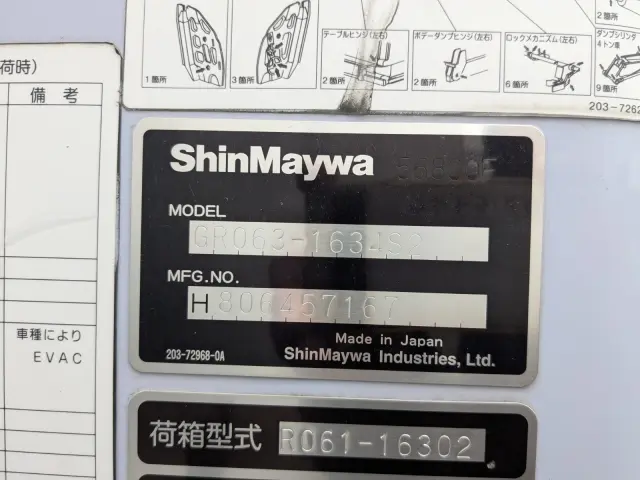 テーブルヒンジ(左右)
ボデーダンプヒンジ(左右)
ロックメカニズム(左右)
ダンプシリンダ
4トン車
2箇所
1箇所
3箇所
2箇所
2箇所
6箇所
9箇所
荷時)
備考
203-7262
ShinMaywa
MODEL
GR063-1634S2
MFG.NO.
H806457167
車種により
EVAC
Made in Japan
203-72968-0A
ShinMaywa Industries, Ltd.
荷箱型式
R061-16302